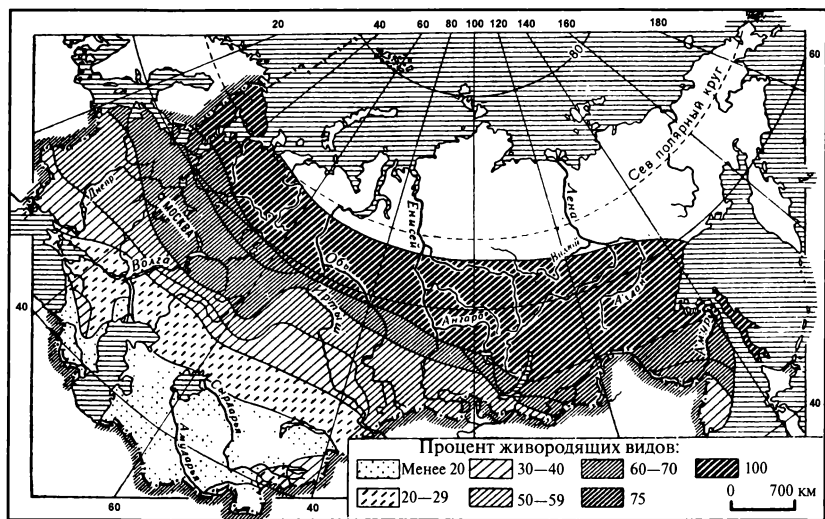 20 40 60 80 100 120 140 160 180
60
80
Сев полярный круг
Лена
Енисей
Днепр
МОСКВА
Волга
Обь
Иртыш
Вилюй
Ангара
Алдан
Амур
40
40
Сырдарья
Амударья
60
40
Процент живородящих видов:
Менее 20 30—40 60—70 100
20—29 50—59 75
0 700 км